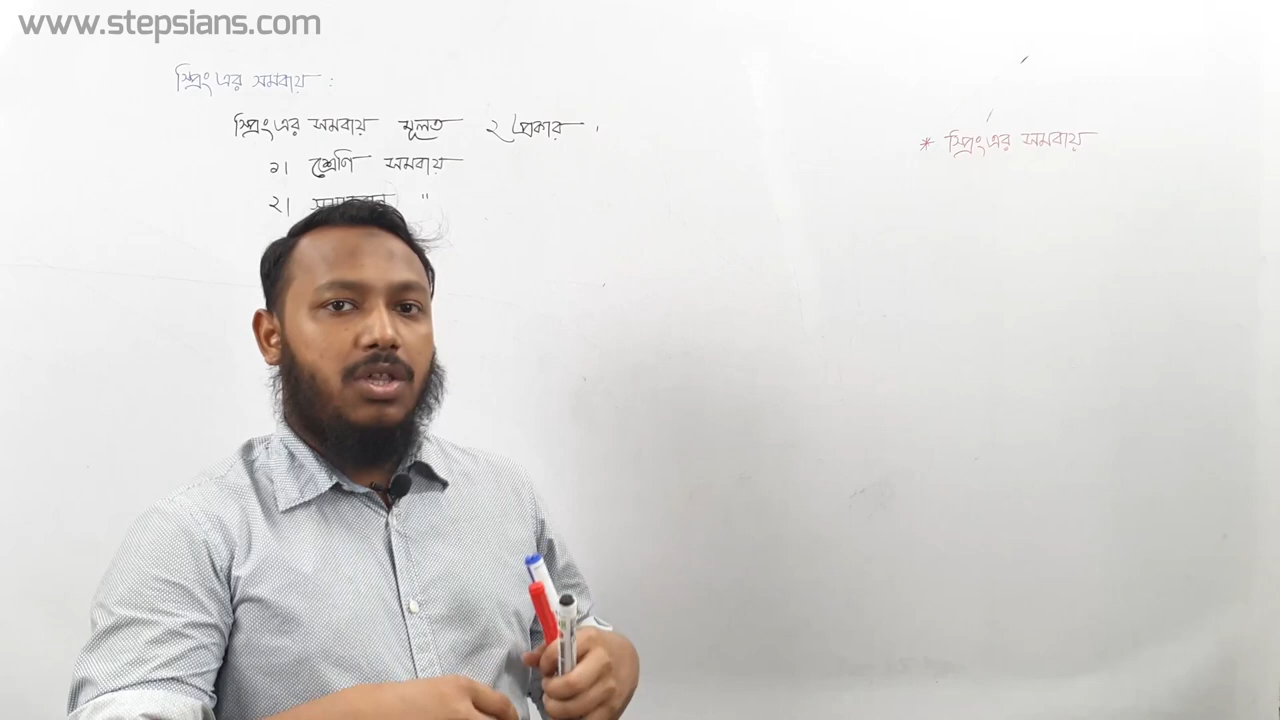 www.stepsians.com
স্প্রিং এর সমবায় :
স্প্রিং এর সমবায় মূলত ২ প্রকার .
১। শ্রেণি সমবায়
২। "
* স্প্রিং এর সমবায়